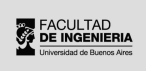 FACULTAD
DE INGENIERIA
Universidad de Buenos Aires